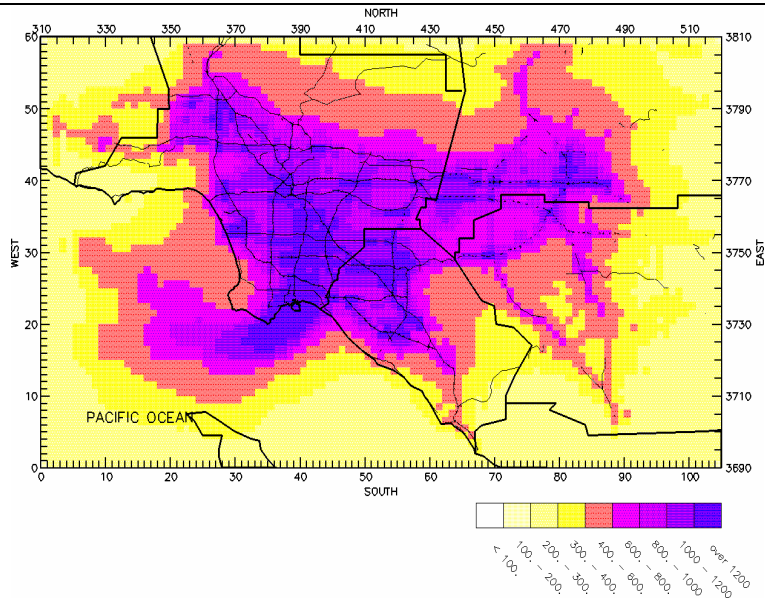 NORTH
310 330 350 370 390 410 430 450 470 490 510
60 3810
50 3790
40 3770
WEST 30 3750 EAST
20 3730
10 3710
PACIFIC OCEAN
0 3690
0 10 20 30 40 50 60 70 80 90 100
SOUTH
< 100.
100. - 200.
200. - 300.
300. - 400.
400. - 600.
600. - 800.
800. - 1000
1000 - 1200
over 1200